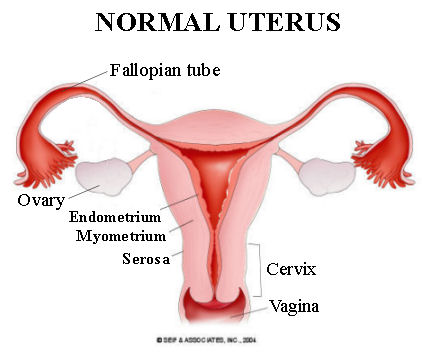 NORMAL UTERUS
Fallopian tube
Ovary
Endometrium
Myometrium
Serosa
Cervix
Vagina
© SEIF & ASSOCIATES, INC., 2004